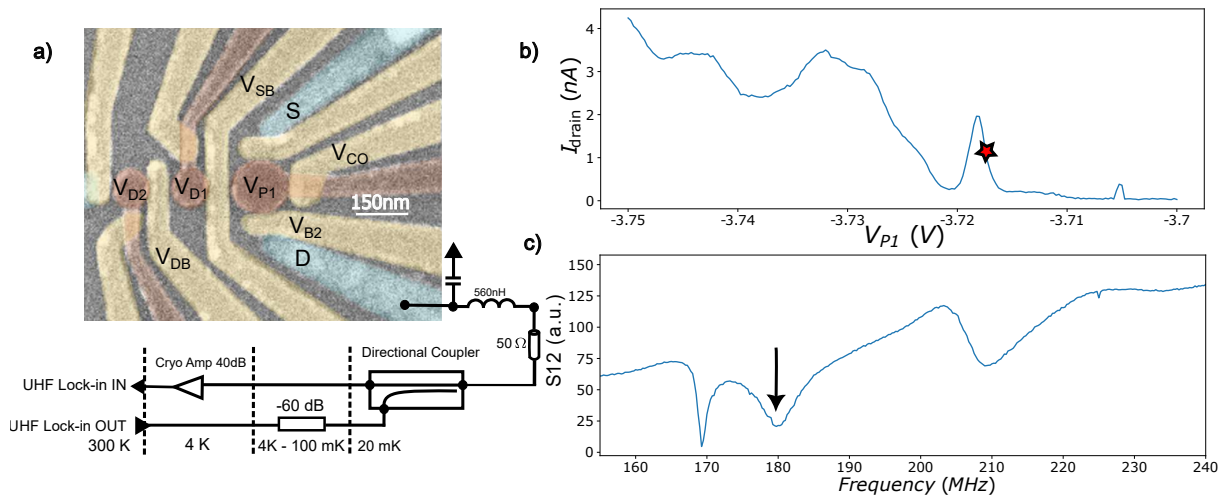 a)
V_SB
S
V_CO
V_D2
V_D1
V_P1
150nm
V_B2
V_DB
D
560nH
50 Ω
Cryo Amp 40dB
Directional Coupler
UHF Lock-in IN
-60 dB
UHF Lock-in OUT
300 K
4 K
4K - 100 mK
20 mK
b)
I_drain (nA)
4
3
2
1
0
-3.75
-3.74
-3.73
-3.72
-3.71
-3.7
V_P1 (V)
c)
S12 (a.u.)
150
125
100
75
50
25
0
160
170
180
190
200
210
220
230
240
Frequency (MHz)